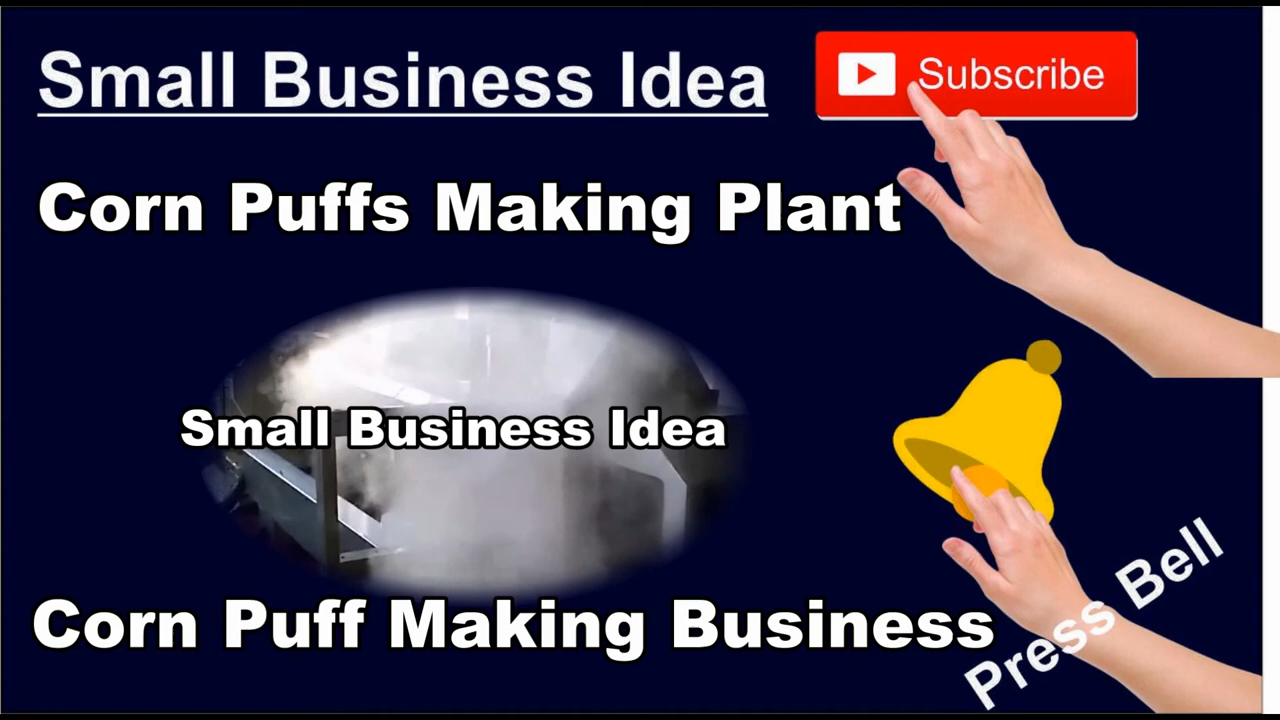 Small Business Idea
Subscribe
Corn Puffs Making Plant
Small Business Idea
Corn Puff Making Business
Press Bell